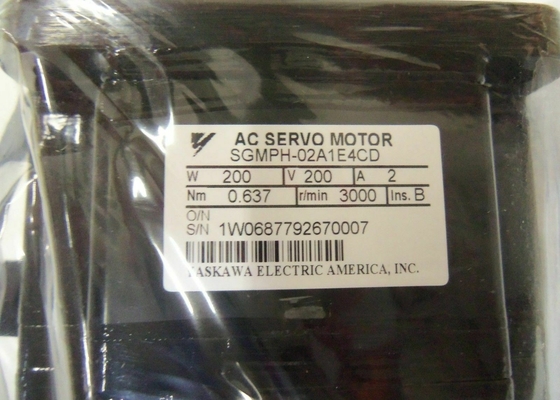 AC SERVO MOTOR
SGMPH-02A1E4CD
W 200 V 200 A 2
Nm 0.637 r/min 3000 Ins. B
O/N
S/N 1W0687792670007
YASKAWA ELECTRIC AMERICA, INC.